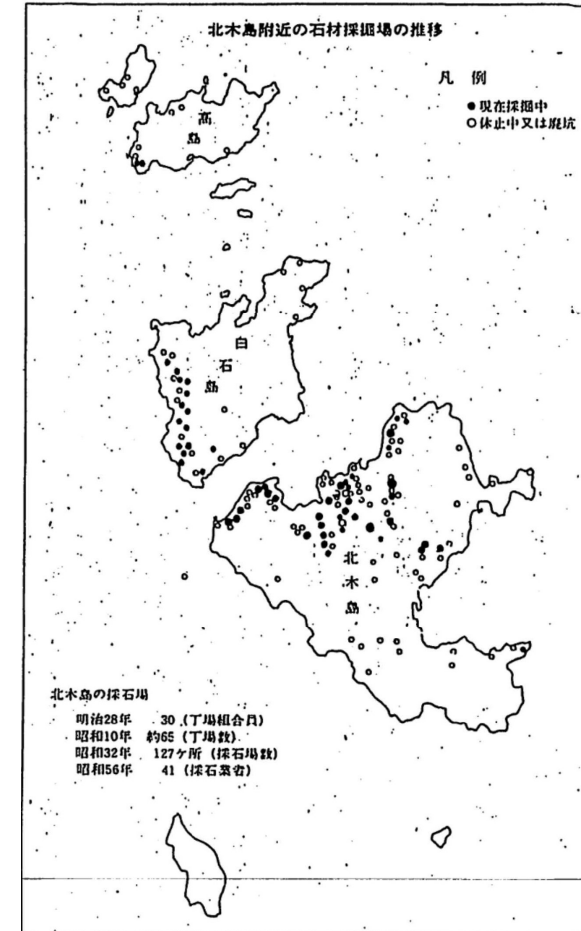 北木島附近の石材採掘場の推移
凡 例
●現在採掘中
○休止中又は廃坑
高島
白石島
北木島
北木島の採石場
明治28年 30 (丁場組合員)
昭和10年 約65 (丁場数)
昭和32年 127ケ所 (採石場数)
昭和56年 41 (採石業者)